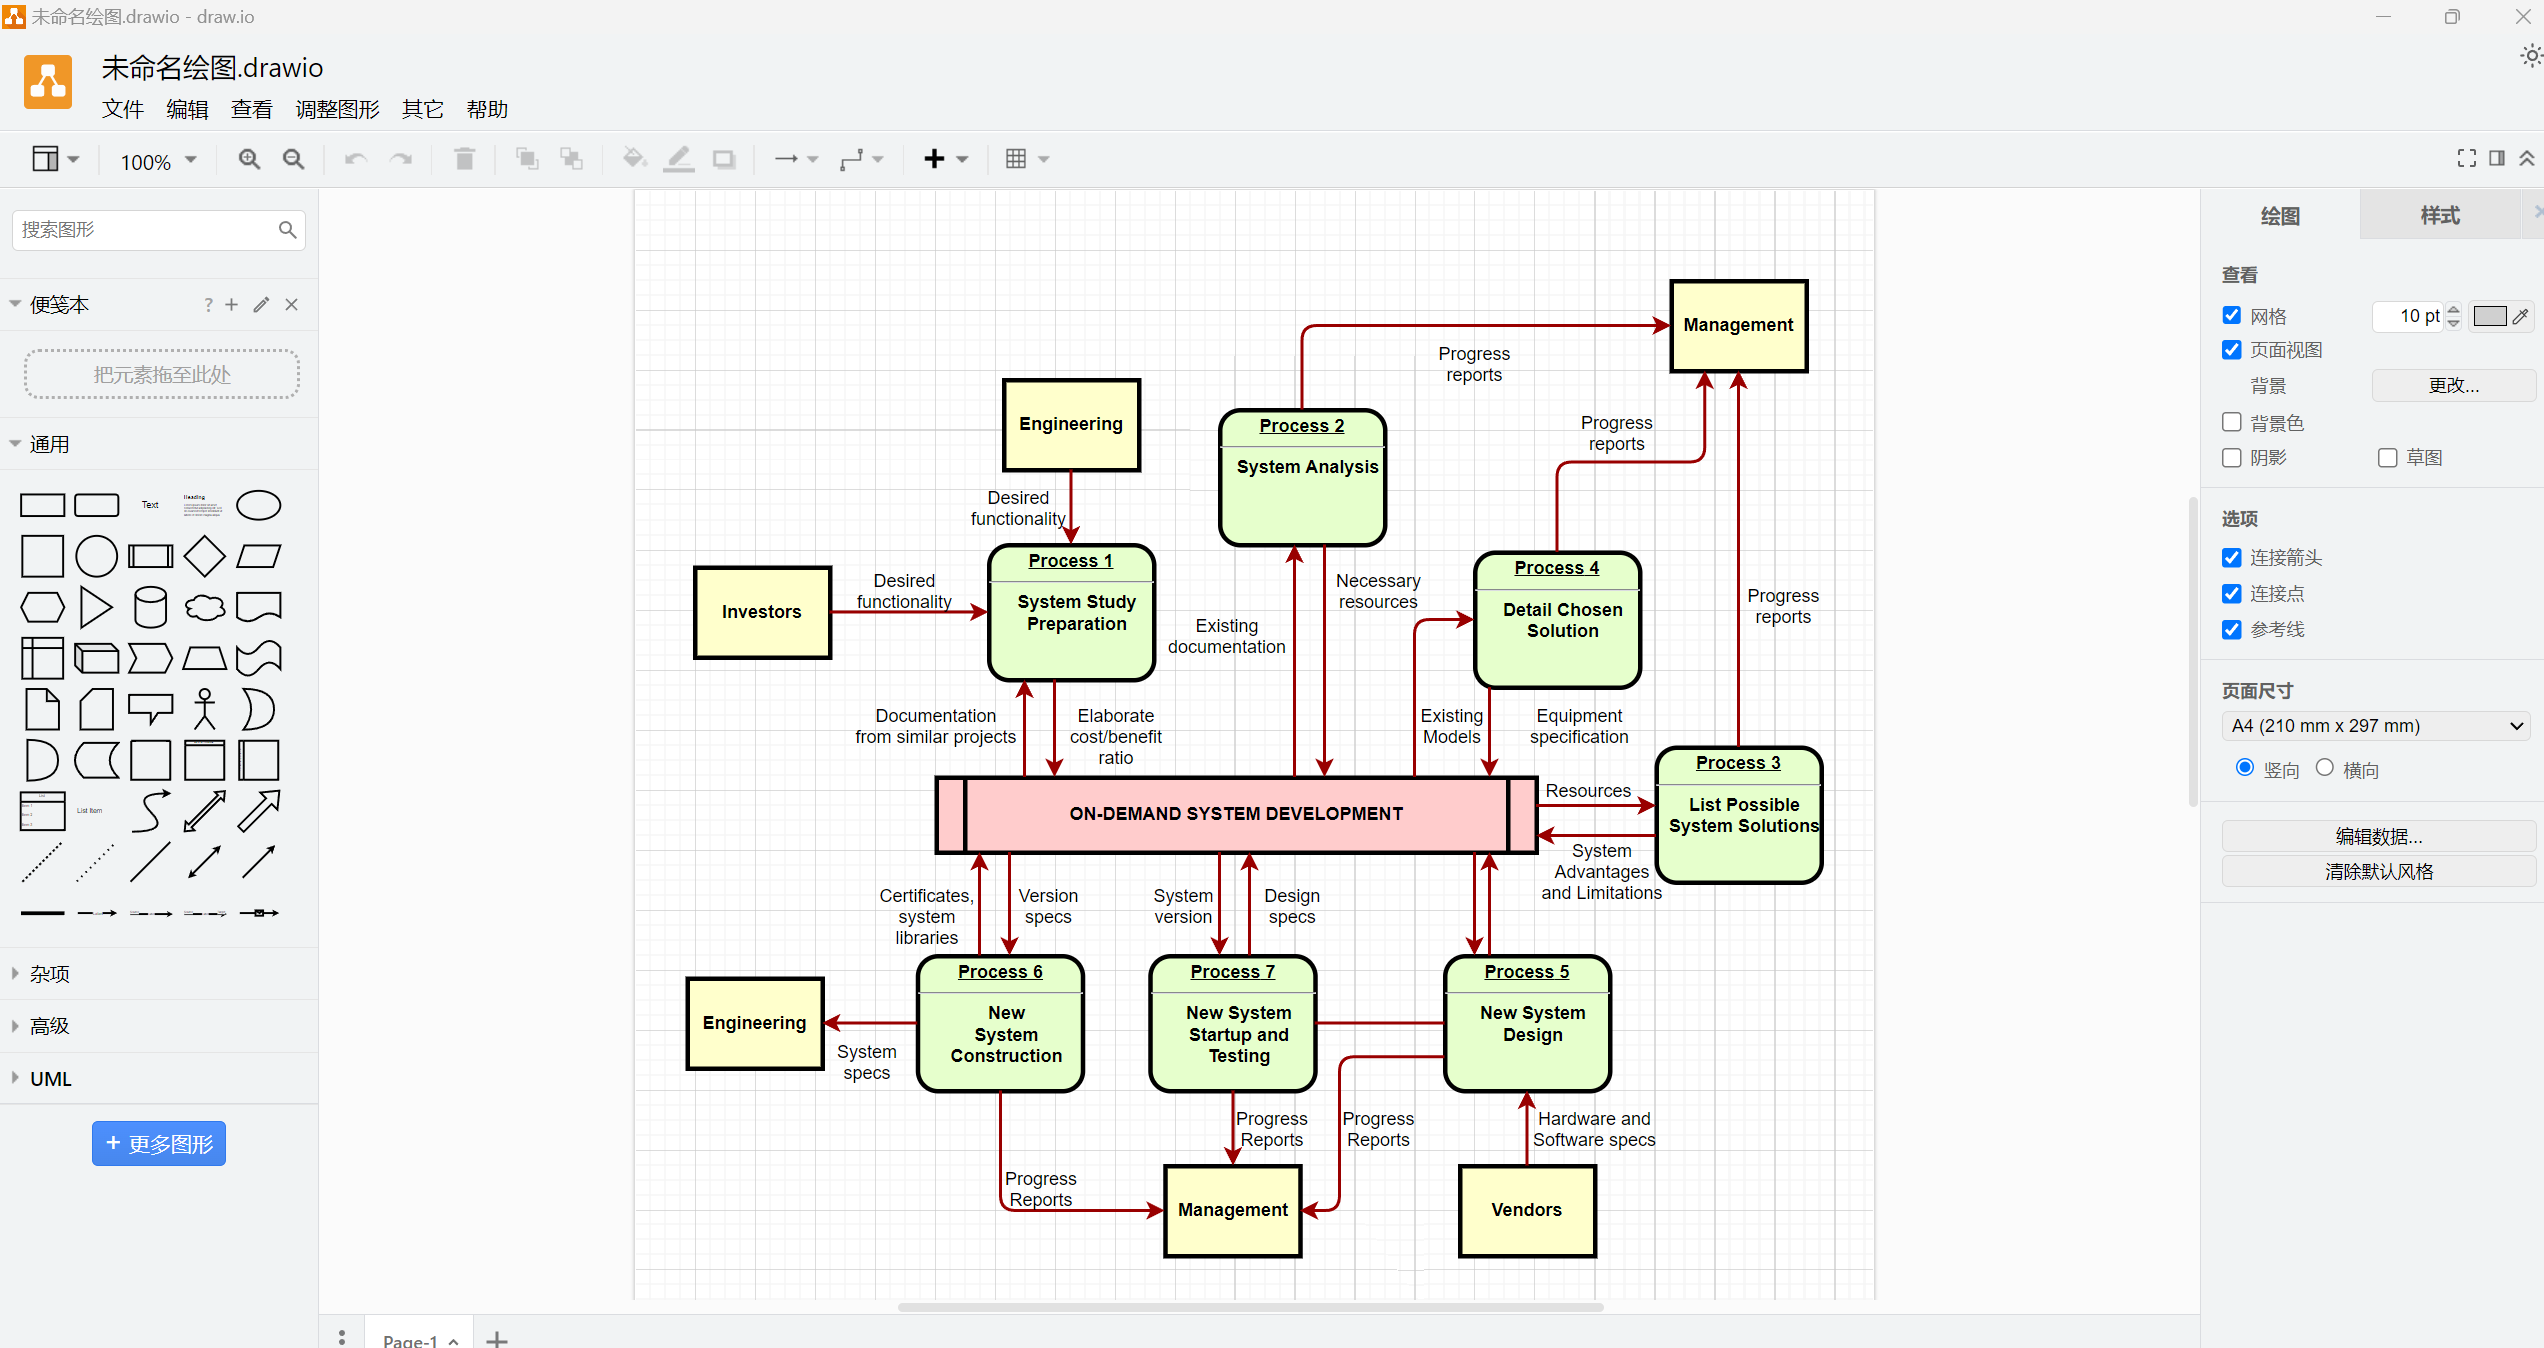 未命名绘图.drawio - draw.io
未命名绘图.drawio
文件 编辑 查看 调整图形 其它 帮助
100%
搜索图形
便笺本
?
把元素拖至此处
通用
Text
Heading
List Item
杂项
高级
UML
+ 更多图形
Management
Progress
reports
Engineering
Process 2
System Analysis
Progress
reports
Desired
functionality
Process 1
System Study
Preparation
Investors
Desired
functionality
Necessary
resources
Existing
documentation
Process 4
Detail Chosen
Solution
Progress
reports
Documentation
from similar projects
Elaborate
cost/benefit
ratio
Existing
Models
Equipment
specification
Process 3
List Possible
System Solutions
ON-DEMAND SYSTEM DEVELOPMENT
Resources
System
Advantages
and Limitations
Certificates,
system
libraries
Version
specs
System
version
Design
specs
Process 6
New
System
Construction
Process 7
New System
Startup and
Testing
Process 5
New System
Design
Engineering
System
specs
Progress
Reports
Progress
Reports
Hardware and
Software specs
Progress
Reports
Management
Vendors
Page-1
绘图
样式
查看
网格
10 pt
页面视图
背景
更改...
背景色
阴影
草图
选项
连接箭头
连接点
参考线
页面尺寸
A4 (210 mm x 297 mm)
竖向
横向
编辑数据...
清除默认风格